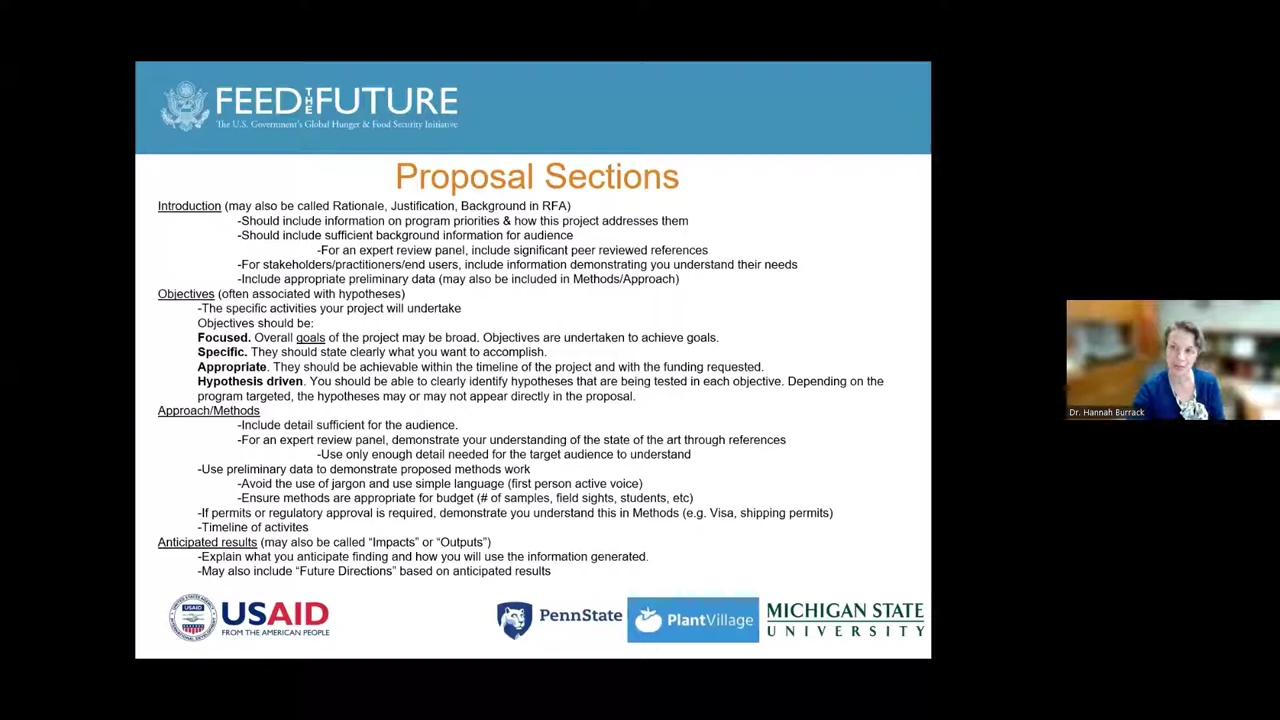 FEED THE FUTURE
The U.S. Government's Global Hunger & Food Security Initiative
Proposal Sections
Introduction (may also be called Rationale, Justification, Background in RFA)
-Should include information on program priorities & how this project addresses them
-Should include sufficient background information for audience
-For an expert review panel, include significant peer reviewed references
-For stakeholders/practitioners/end users, include information demonstrating you understand their needs
-Include appropriate preliminary data (may also be included in Methods/Approach)
Objectives (often associated with hypotheses)
-The specific activities your project will undertake
Objectives should be:
Focused. Overall goals of the project may be broad. Objectives are undertaken to achieve goals.
Specific. They should state clearly what you want to accomplish.
Appropriate. They should be achievable within the timeline of the project and with the funding requested.
Hypothesis driven. You should be able to clearly identify hypotheses that are being tested in each objective. Depending on the
program targeted, the hypotheses may or may not appear directly in the proposal.
Approach/Methods
-Include detail sufficient for the audience.
-For an expert review panel, demonstrate your understanding of the state of the art through references
-Use only enough detail needed for the target audience to understand
-Use preliminary data to demonstrate proposed methods work
-Avoid the use of jargon and use simple language (first person active voice)
-Ensure methods are appropriate for budget (# of samples, field sights, students, etc)
-If permits or regulatory approval is required, demonstrate you understand this in Methods (e.g. Visa, shipping permits)
-Timeline of activites
Anticipated results (may also be called “Impacts” or “Outputs”)
-Explain what you anticipate finding and how you will use the information generated.
-May also include “Future Directions” based on anticipated results
USAID
FROM THE AMERICAN PEOPLE
PennState
PlantVillage
MICHIGAN STATE
UNIVERSITY
Dr. Hannah Burrack